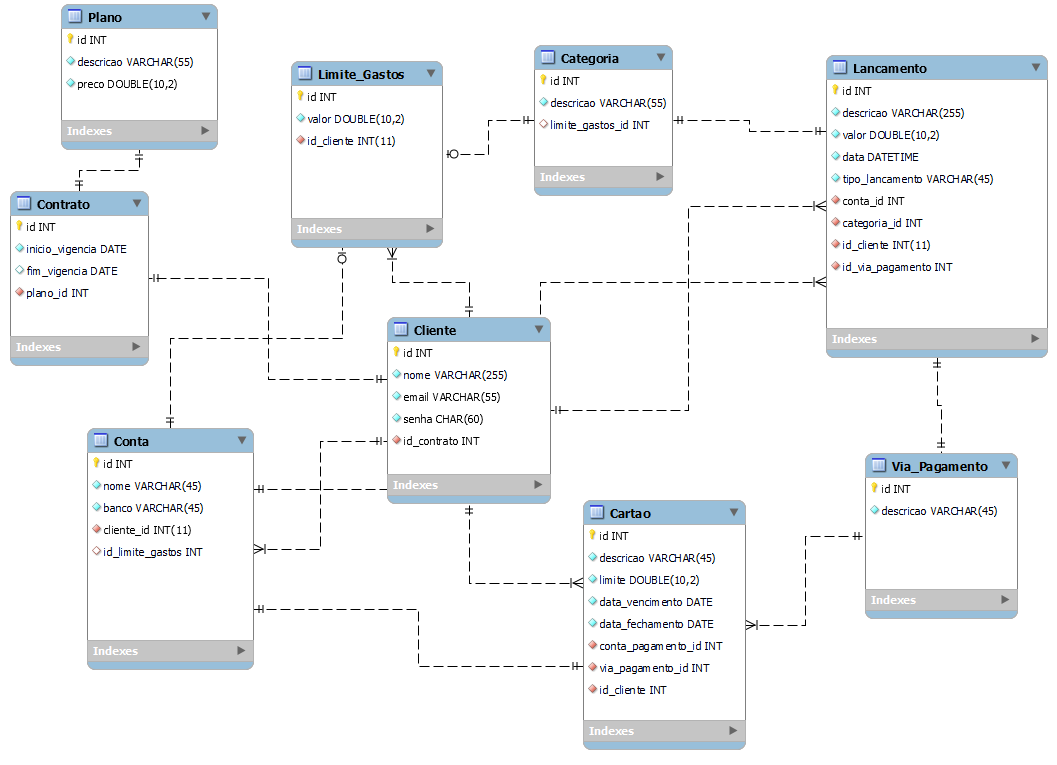 Plano
id INT
descricao VARCHAR(55)
preco DOUBLE(10,2)
Indexes
Limite_Gastos
id INT
valor DOUBLE(10,2)
id_cliente INT(11)
Indexes
Categoria
id INT
descricao VARCHAR(55)
limite_gastos_id INT
Indexes
Lancamento
id INT
descricao VARCHAR(255)
valor DOUBLE(10,2)
data DATETIME
tipo_lancamento VARCHAR(45)
conta_id INT
categoria_id INT
id_cliente INT(11)
id_via_pagamento INT
Indexes
Contrato
id INT
inicio_vigencia DATE
fim_vigencia DATE
plano_id INT
Indexes
Cliente
id INT
nome VARCHAR(255)
email VARCHAR(55)
senha CHAR(60)
id_contrato INT
Indexes
Conta
id INT
nome VARCHAR(45)
banco VARCHAR(45)
cliente_id INT(11)
id_limite_gastos INT
Indexes
Cartao
id INT
descricao VARCHAR(45)
limite DOUBLE(10,2)
data_vencimento DATE
data_fechamento DATE
conta_pagamento_id INT
via_pagamento_id INT
id_cliente INT
Indexes
Via_Pagamento
id INT
descricao VARCHAR(45)
Indexes